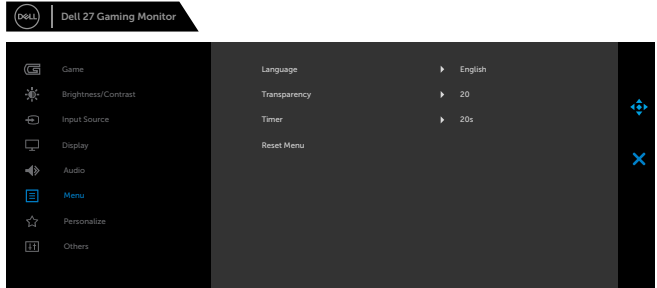 DELL
Dell 27 Gaming Monitor
Game
Brightness/Contrast
Input Source
Display
Audio
Menu
Personalize
Others
Language
English
Transparency
20
Timer
20s
Reset Menu